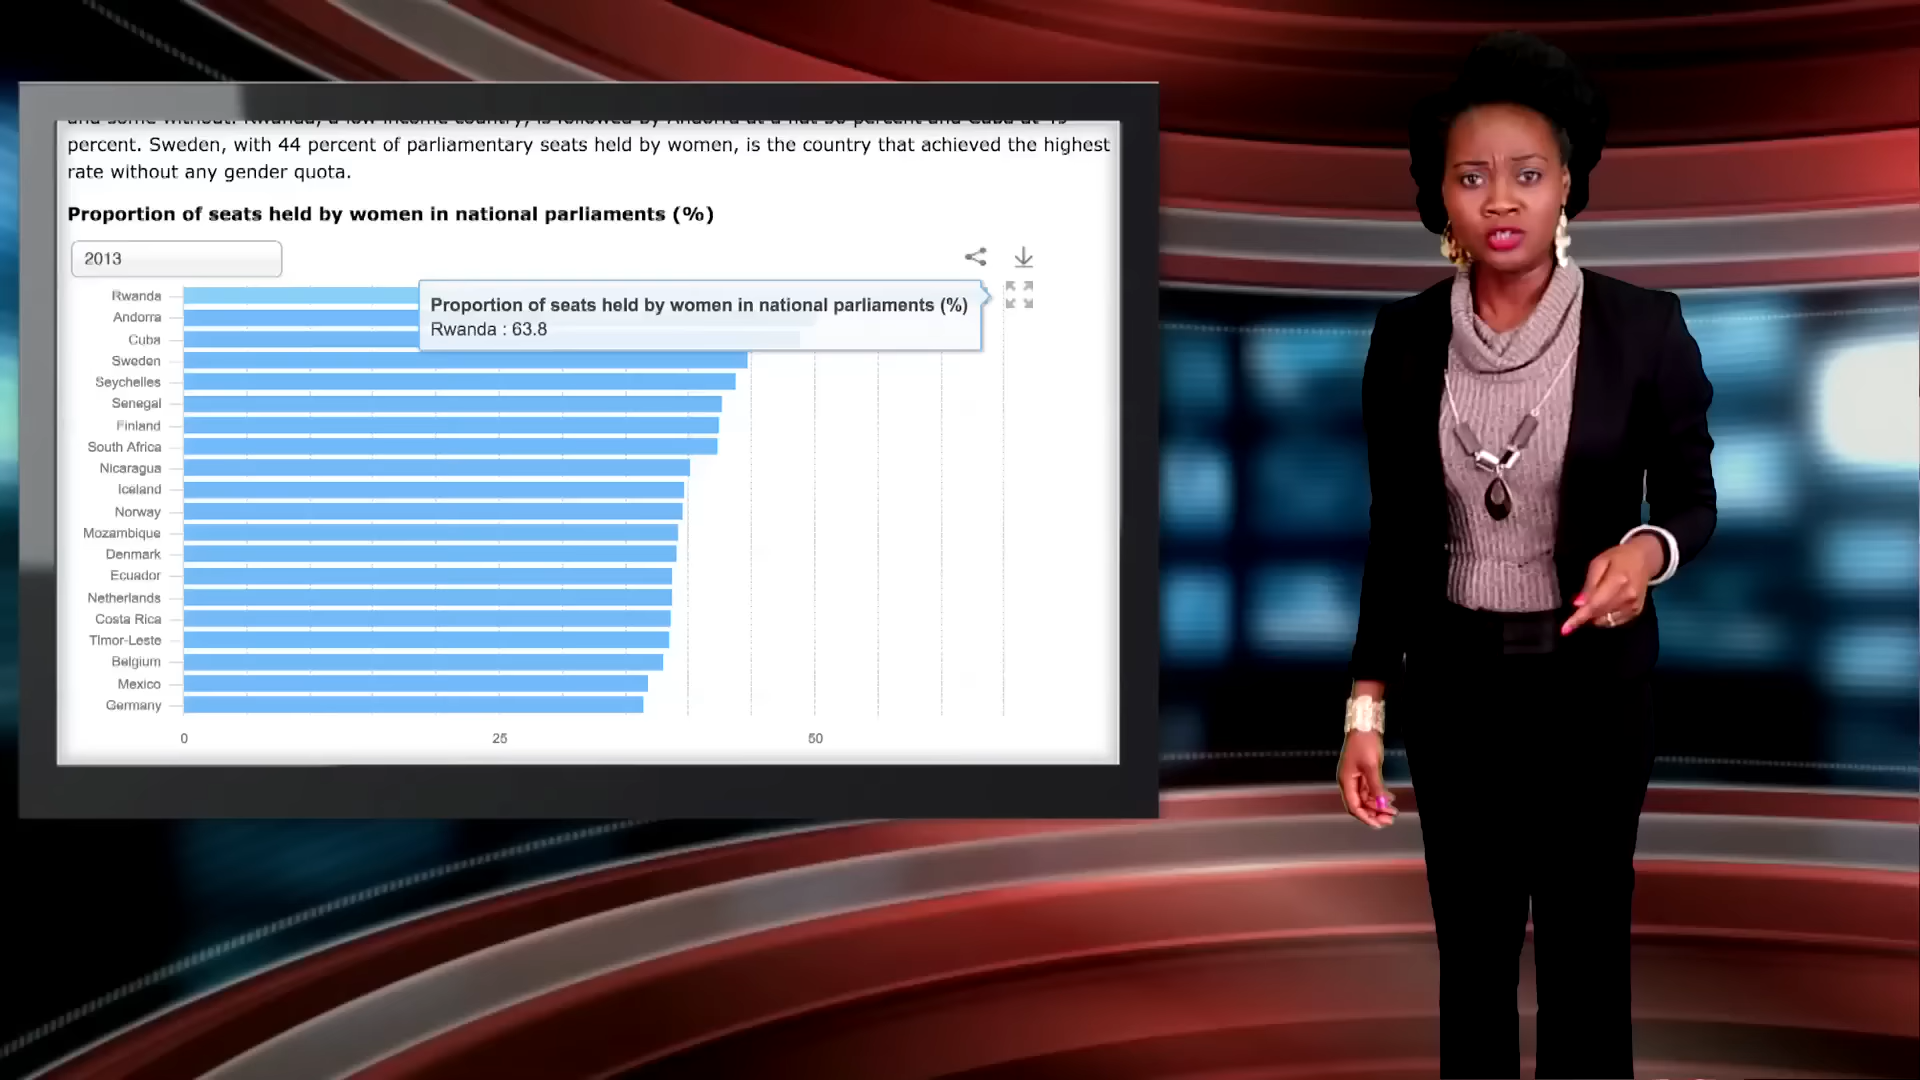 percent. Sweden, with 44 percent of parliamentary seats held by women, is the country that achieved the highest
rate without any gender quota.
Proportion of seats held by women in national parliaments (%)
2013
Proportion of seats held by women in national parliaments (%)
Rwanda : 63.8
Rwanda
Andorra
Cuba
Sweden
Seychelles
Senegal
Finland
South Africa
Nicaragua
Iceland
Norway
Mozambique
Denmark
Ecuador
Netherlands
Costa Rica
Timor-Leste
Belgium
Mexico
Germany
0 25 50